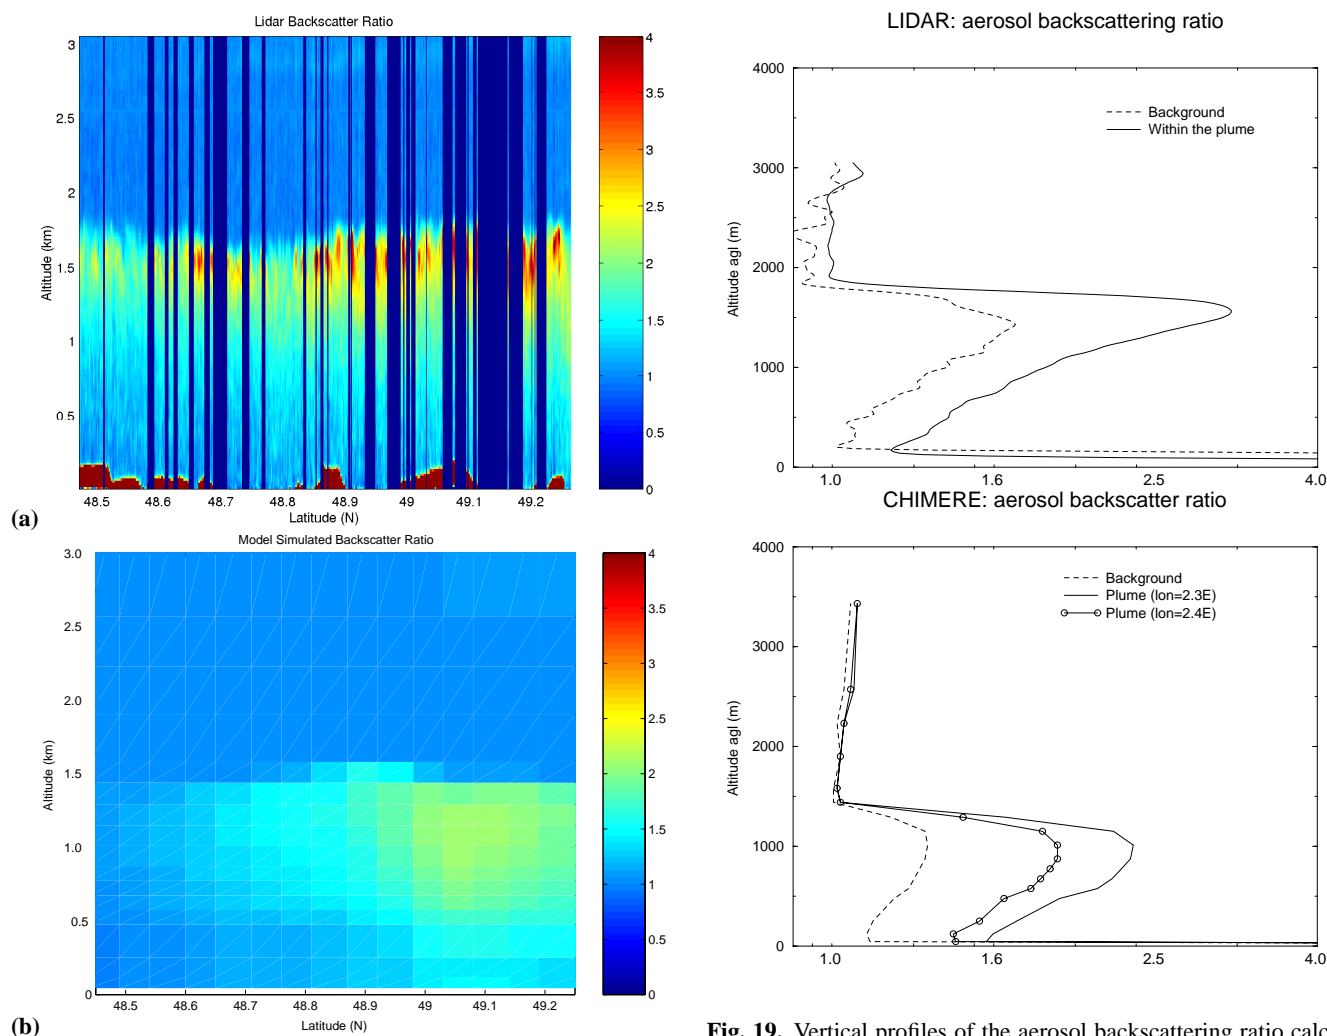 Lidar Backscatter Ratio
3
2.5
2
1.5
1
0.5
Altitude (km)
48.5 48.6 48.7 48.8 48.9 49 49.1 49.2
Latitude (N)
4
3.5
3
2.5
2
1.5
1
0.5
0
(a)
Model Simulated Backscatter Ratio
3.0
2.5
2.0
1.5
1.0
0.5
0
Altitude (km)
48.5 48.6 48.7 48.8 48.9 49 49.1 49.2
Latitude (N)
4
3.5
3
2.5
2
1.5
1
0.5
0
(b)
LIDAR: aerosol backscattering ratio
4000
3000
2000
1000
0
Altitude agl (m)
Background
Within the plume
1.0 1.6 2.5 4.0
CHIMERE: aerosol backscatter ratio
4000
3000
2000
1000
0
Altitude agl (m)
Background
Plume (lon=2.3E)
Plume (lon=2.4E)
1.0 1.6 2.5 4.0
Fig. 19. Vertical profiles of the aerosol backscattering ratio calc